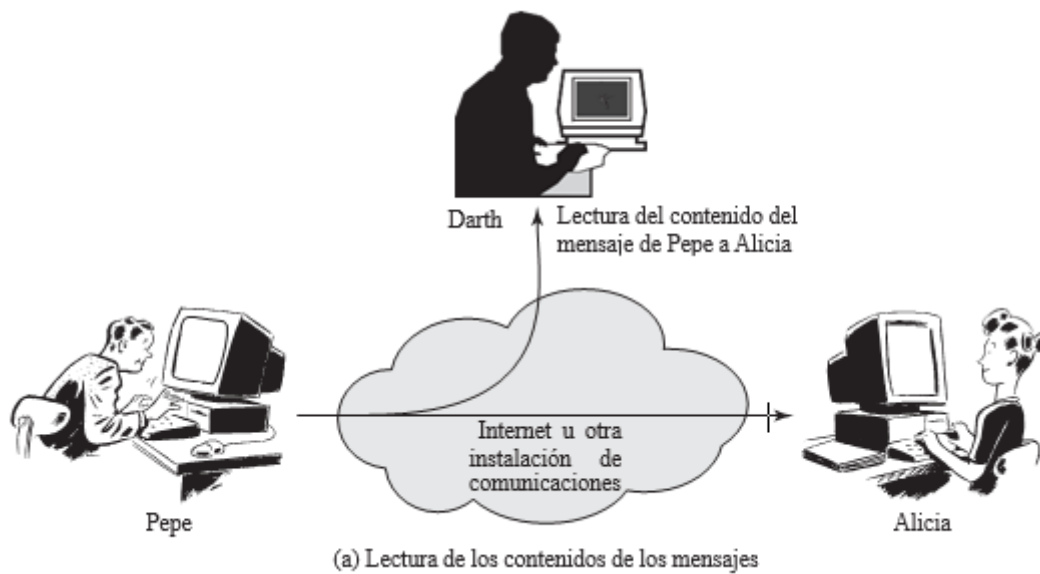 Darth
Lectura del contenido del
mensaje de Pepe a Alicia
Internet u otra
instalación de
comunicaciones
Pepe
Alicia
(a) Lectura de los contenidos de los mensajes